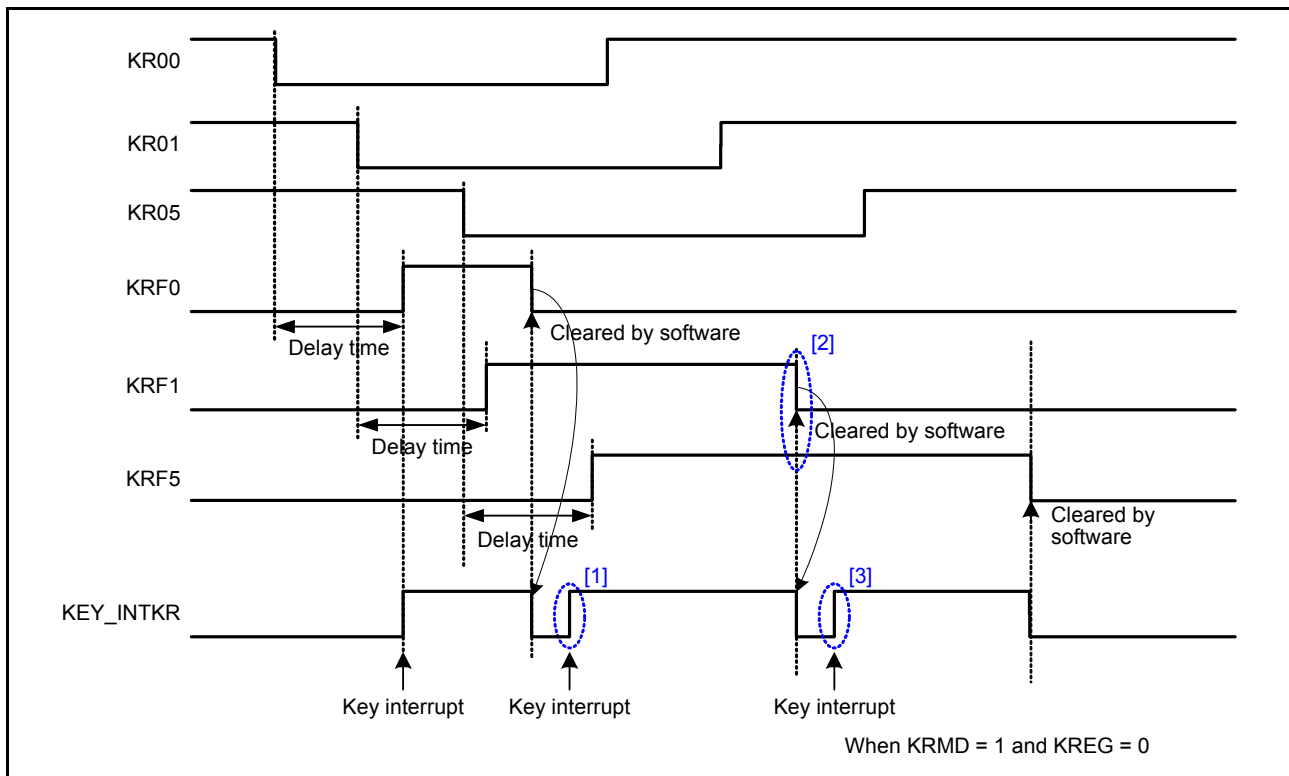 KR00
KR01
KR05
KRF0
Cleared by software
Delay time
[2]
KRF1
Cleared by software
Delay time
KRF5
Cleared by
software
Delay time
[1]
[3]
KEY_INTKR
Key interrupt
Key interrupt
Key interrupt
When KRMD = 1 and KREG = 0